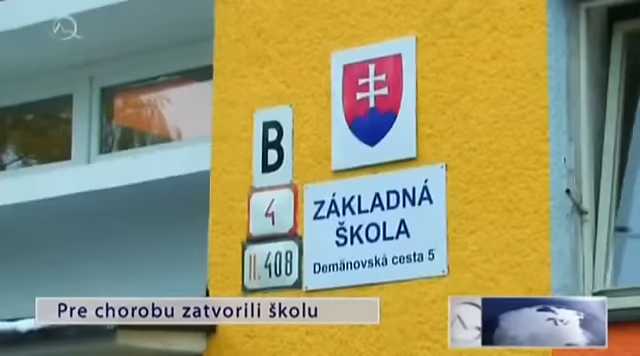 B
4
II. 408
ZÁKLADNÁ
ŠKOLA
Demänovská cesta 5
Pre chorobu zatvorili školu